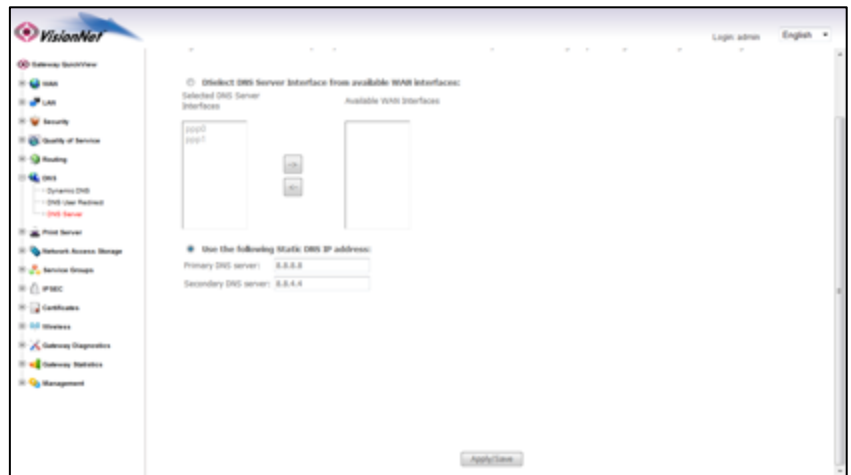 VisionNet
Login: admin
English
Gateway QuickView
WAN
LAN
Security
Quality of Service
Routing
DNS
Dynamic DNS
DNS User Redirect
DNS Server
Print Server
Network Access Storage
Service Groups
IPSEC
Certificates
Wireless
Gateway Diagnostics
Gateway Statistics
Management
DSelect DNS Server Interface from available WAN interfaces:
Selected DNS Server
Interfaces
Available WAN Interfaces
ppp0
ppp1
->
<-
Use the following Static DNS IP address:
Primary DNS server: 8.8.8.8
Secondary DNS server: 8.8.4.4
Apply/Save